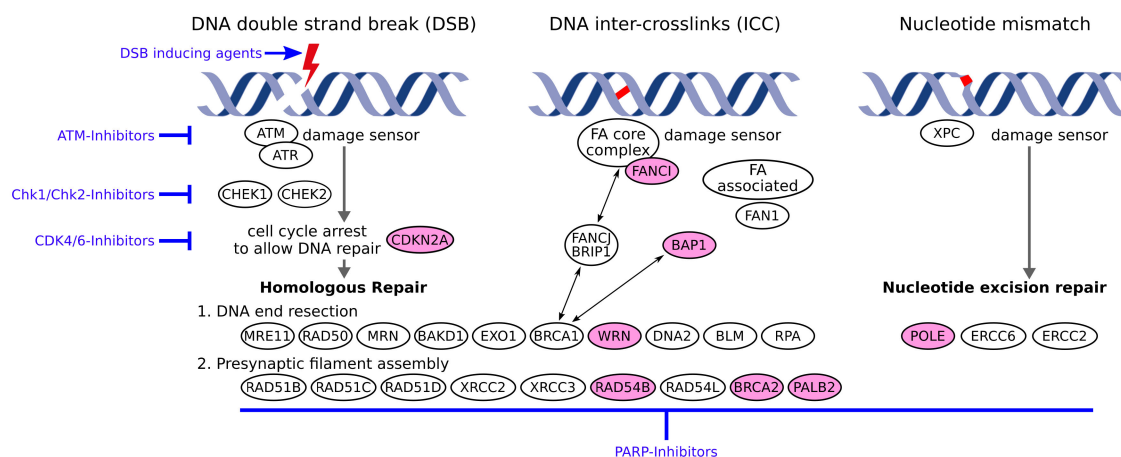 DNA double strand break (DSB)
DNA inter-crosslinks (ICC)
Nucleotide mismatch
DSB inducing agents
ATM-Inhibitors
ATM
ATR
damage sensor
FA core
complex
FANCI
damage sensor
XPC
damage sensor
FA
associated
FAN1
Chk1/Chk2-Inhibitors
CHEK1
CHEK2
CDK4/6-Inhibitors
cell cycle arrest
to allow DNA repair
CDKN2A
FANCJ
BRIP1
BAP1
Homologous Repair
Nucleotide excision repair
1. DNA end resection
MRE11 RAD50 MRN BAKD1 EXO1 BRCA1 WRN DNA2 BLM RPA
POLE ERCC6 ERCC2
2. Presynaptic filament assembly
RAD51B RAD51C RAD51D XRCC2 XRCC3 RAD54B RAD54L BRCA2 PALB2
PARP-Inhibitors